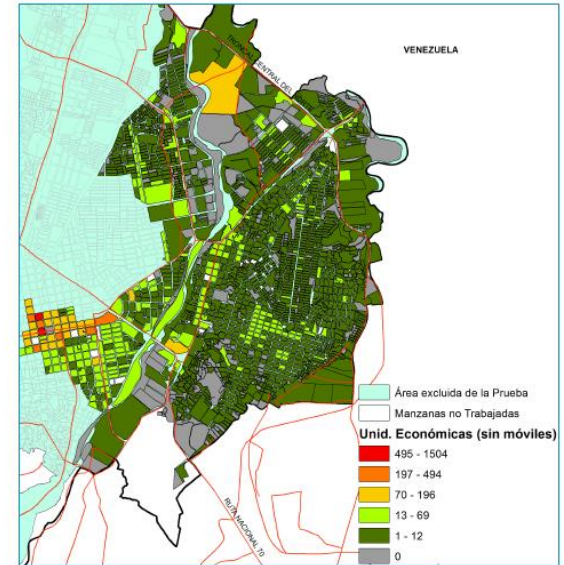 VENEZUELA
TRONCAL CENTRAL DEL
RUTA NACIONAL 70
Área excluida de la Prueba
Manzanas no Trabajadas
Unid. Económicas (sin móviles)
495 - 1504
197 - 494
70 - 196
13 - 69
1 - 12
0